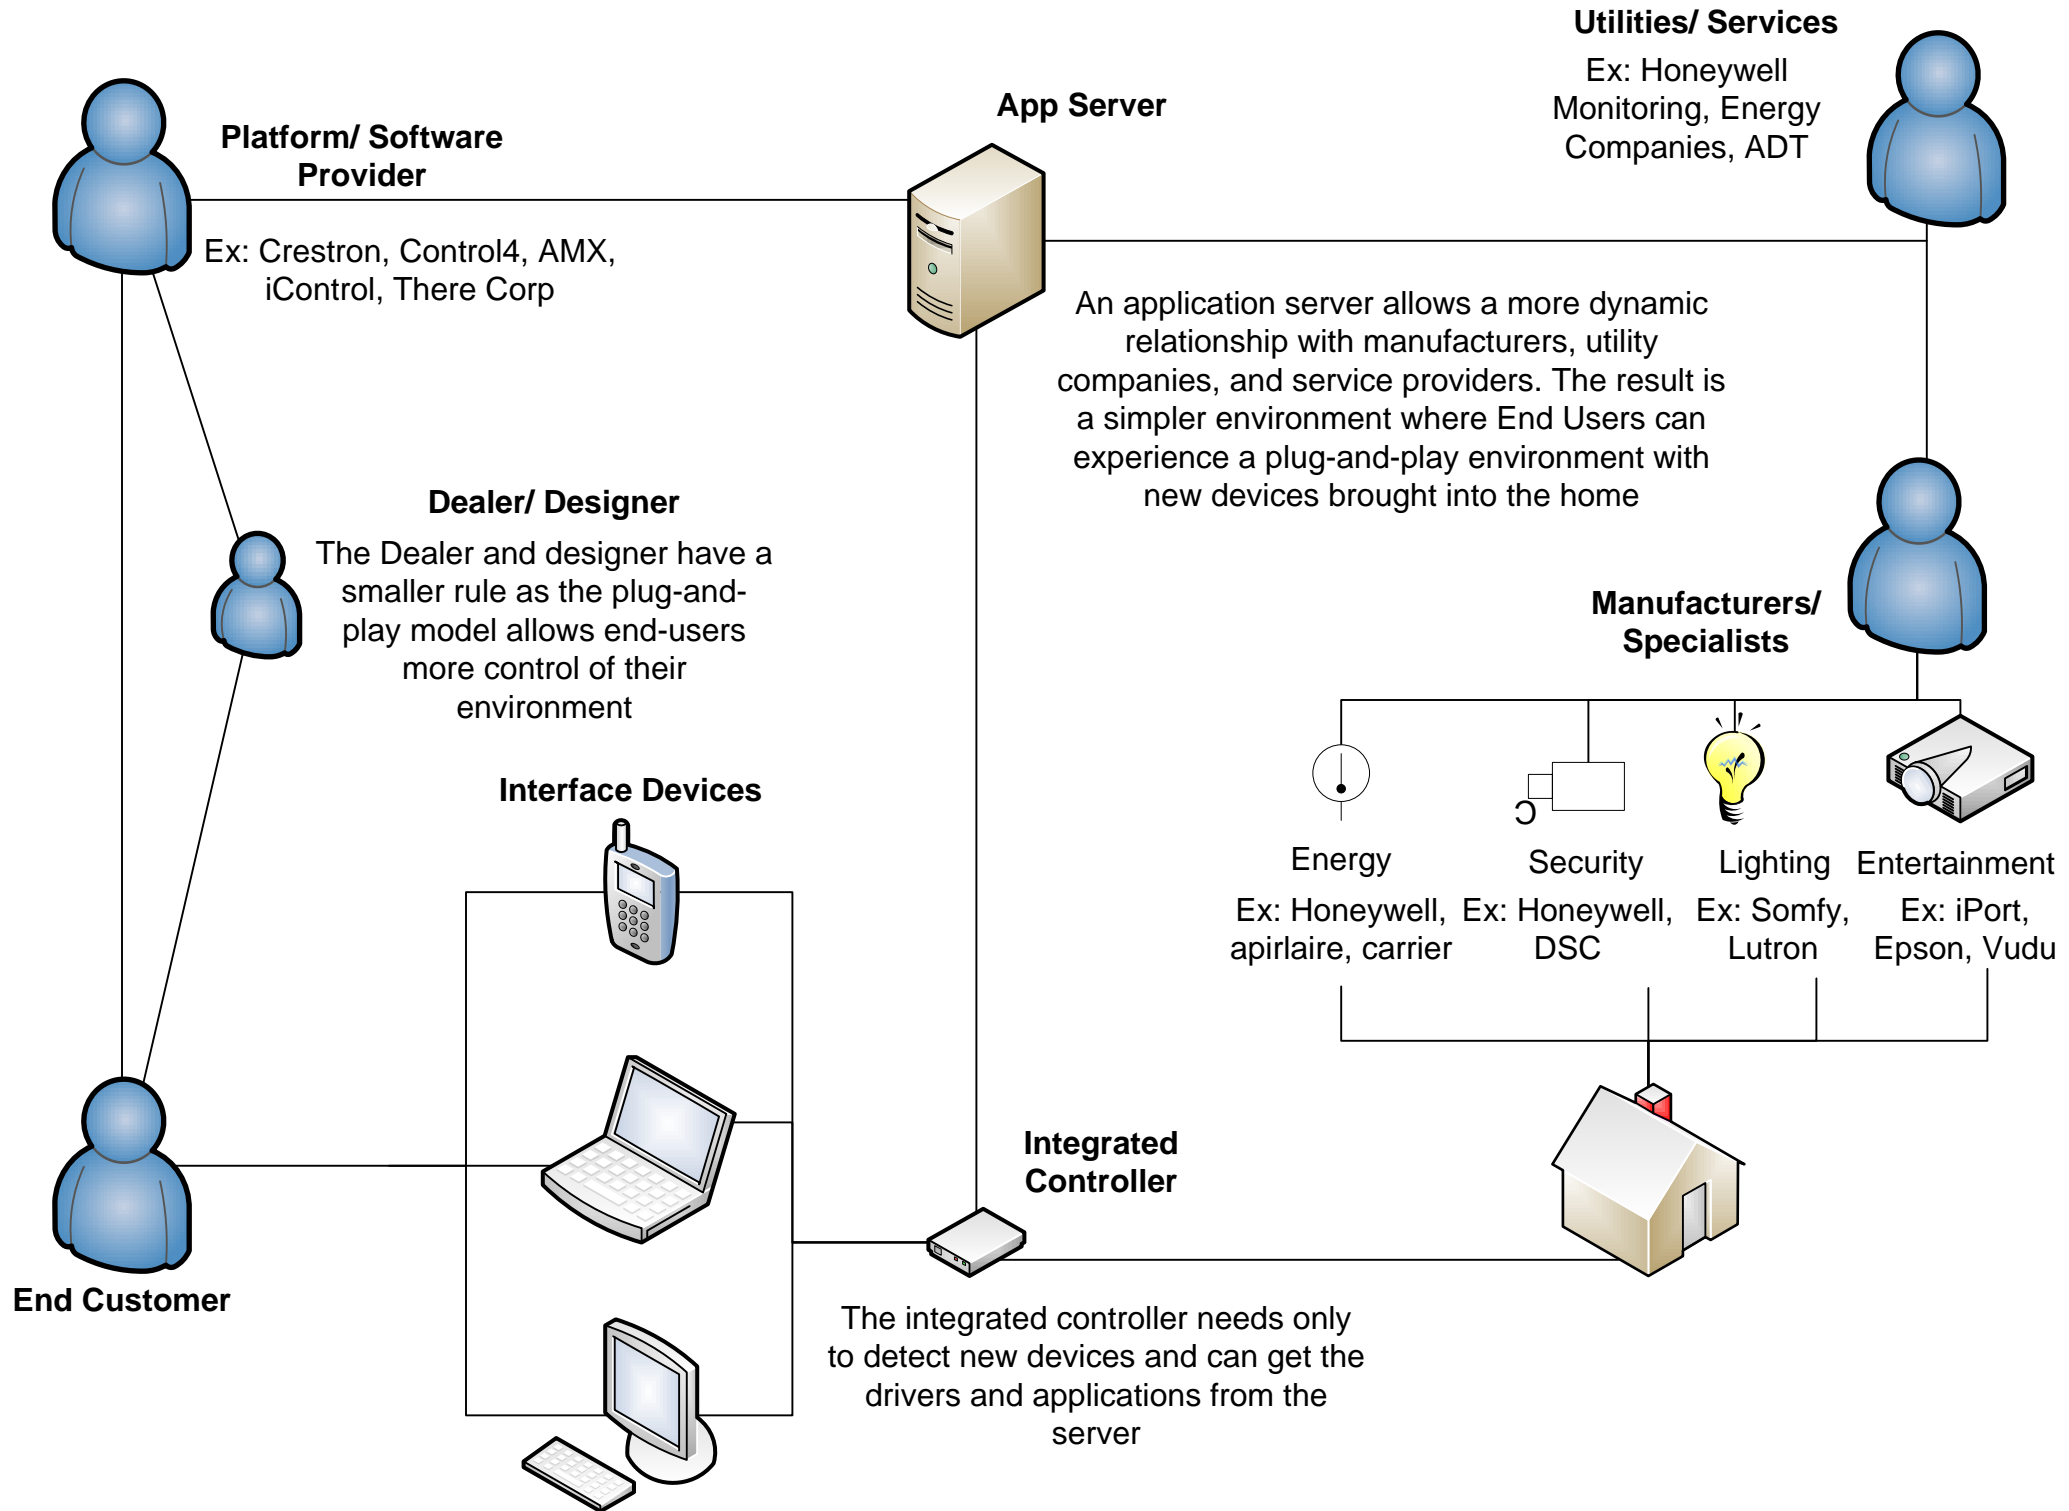 Utilities/ Services
Ex: Honeywell
Monitoring, Energy
Companies, ADT
App Server
Platform/ Software
Provider
Ex: Crestron, Control4, AMX,
iControl, There Corp
An application server allows a more dynamic
relationship with manufacturers, utility
companies, and service providers. The result is
a simpler environment where End Users can
experience a plug-and-play environment with
new devices brought into the home
Dealer/ Designer
The Dealer and designer have a
smaller rule as the plug-and-
play model allows end-users
more control of their
environment
Manufacturers/
Specialists
Interface Devices
Energy
Ex: Honeywell,
apirlaire, carrier
Security
Ex: Honeywell,
DSC
Lighting
Ex: Somfy,
Lutron
Entertainment
Ex: iPort,
Epson, Vudu
Integrated
Controller
End Customer
The integrated controller needs only
to detect new devices and can get the
drivers and applications from the
server